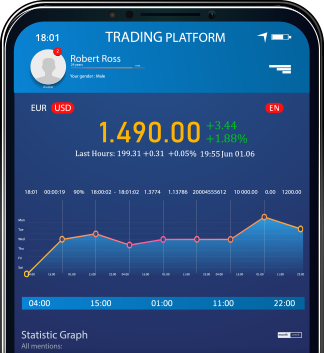 18:01
TRADING PLATFORM
2
Robert Ross
Your gender : Male
EUR USD EN
1.490.00 +3.44
+1.88%
Last Hours: 199.31 +0.31 +0.05% 19:55 Jun 01.06
18:01 00:00:19 90% 18:00:02 - 18:01:02 1.3774 1.13786 20004555612 10 000.00 0.00 1200.00
Mon
Tue
Wed
Thu
Fri
Sat
04:00 15:00 01:00 11:00 22:00
Statistic Graph
All mentions: